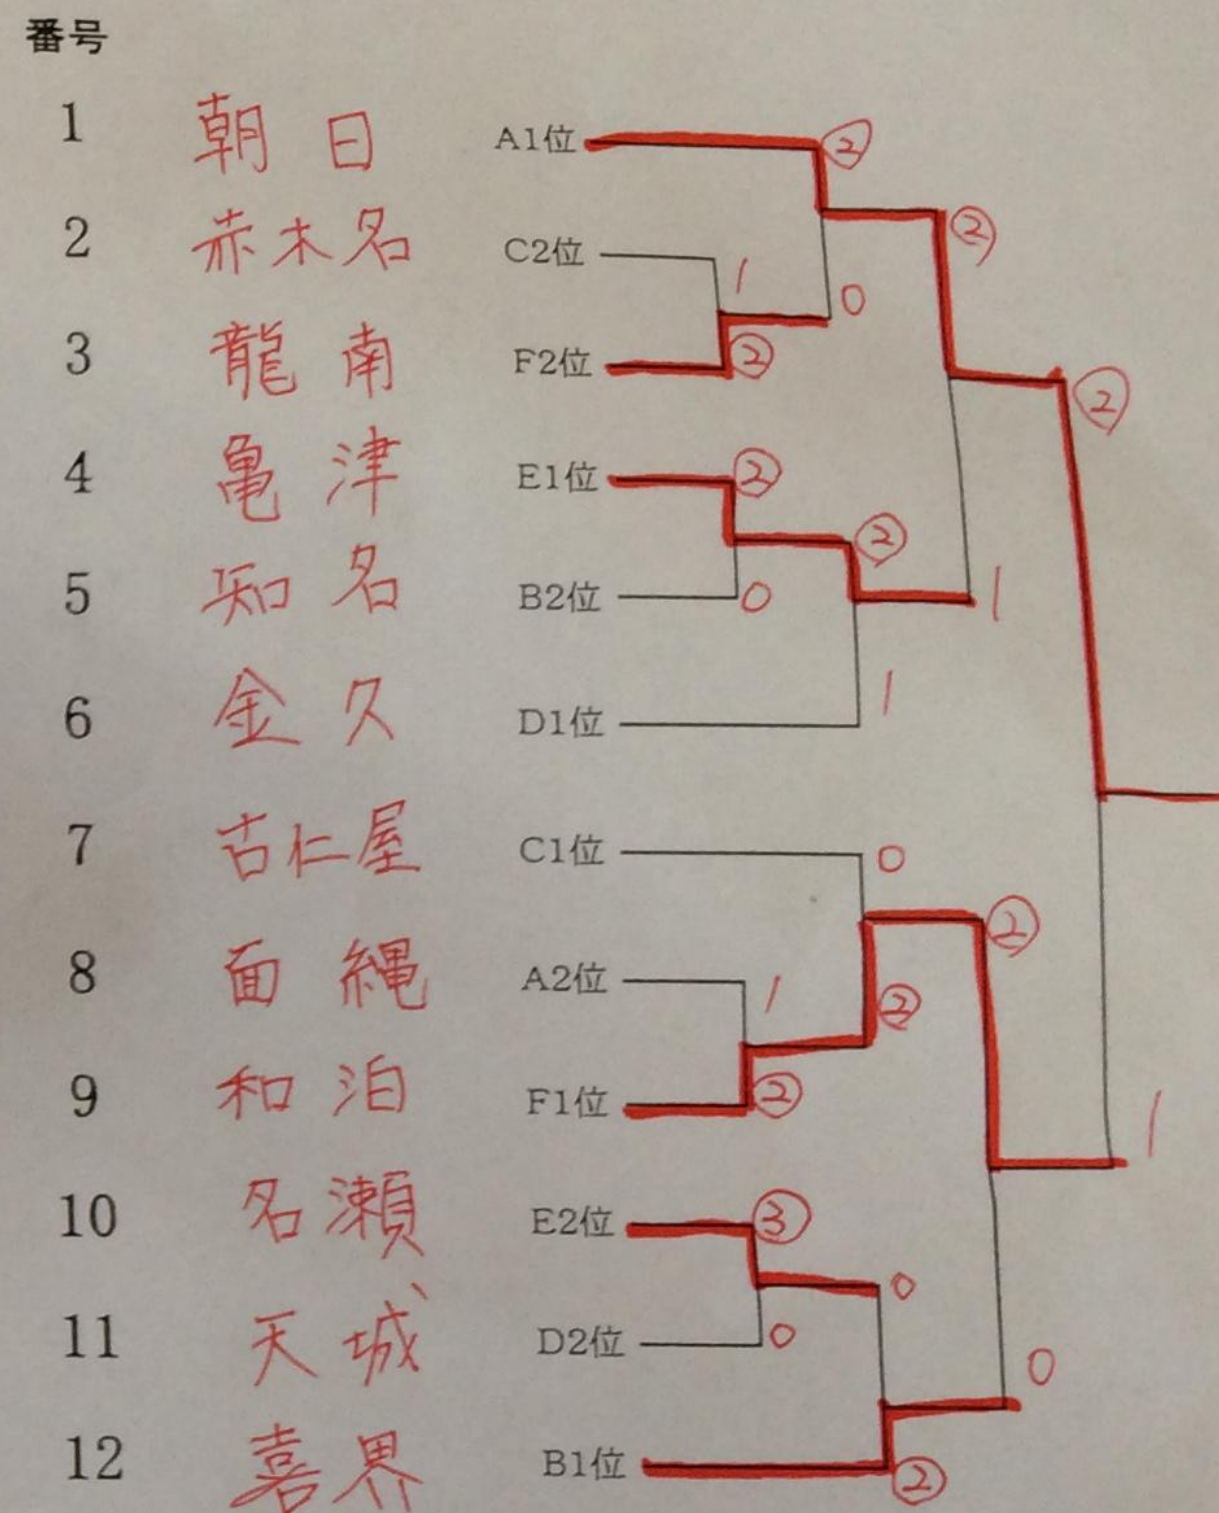 番号
1 朝日 A1位 ②
②
2 赤木名 C2位 1
0
3 龍南 F2位 ②
②
4 亀津 E1位 ②
②
5 知名 B2位 0
1
6 金久 D1位 1
7 古仁屋 C1位 0
②
8 面縄 A2位 1
②
9 和泊 F1位 ②
1
10 名瀬 E2位 ③
0
11 天城 D2位 0
0
12 喜界 B1位 ②